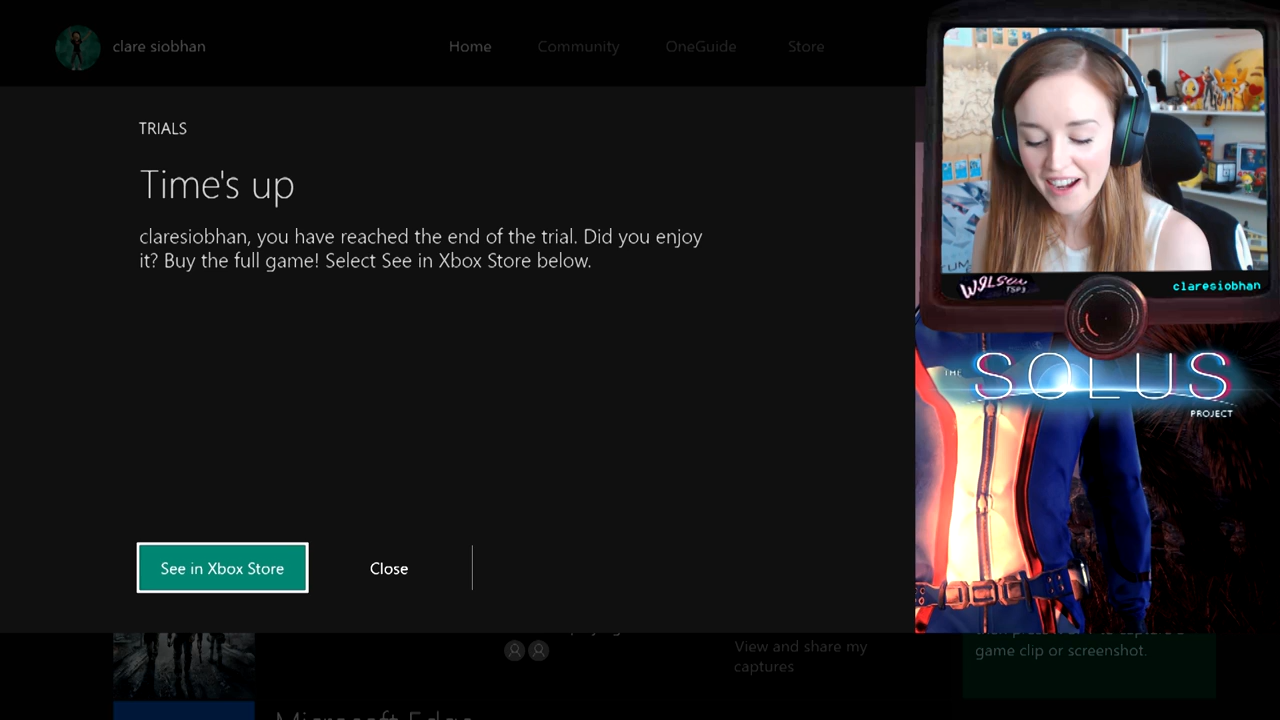 clare siobhan
Home
Community
OneGuide
Store
TRIALS
Time's up
claresiobhan, you have reached the end of the trial. Did you enjoy
it? Buy the full game! Select See in Xbox Store below.
See in Xbox Store
Close
W9LSON
TSP3
claresiobhan
THE
SOLUS
PROJECT
View and share my
captures
game clip or screenshot.
Microsoft Edge